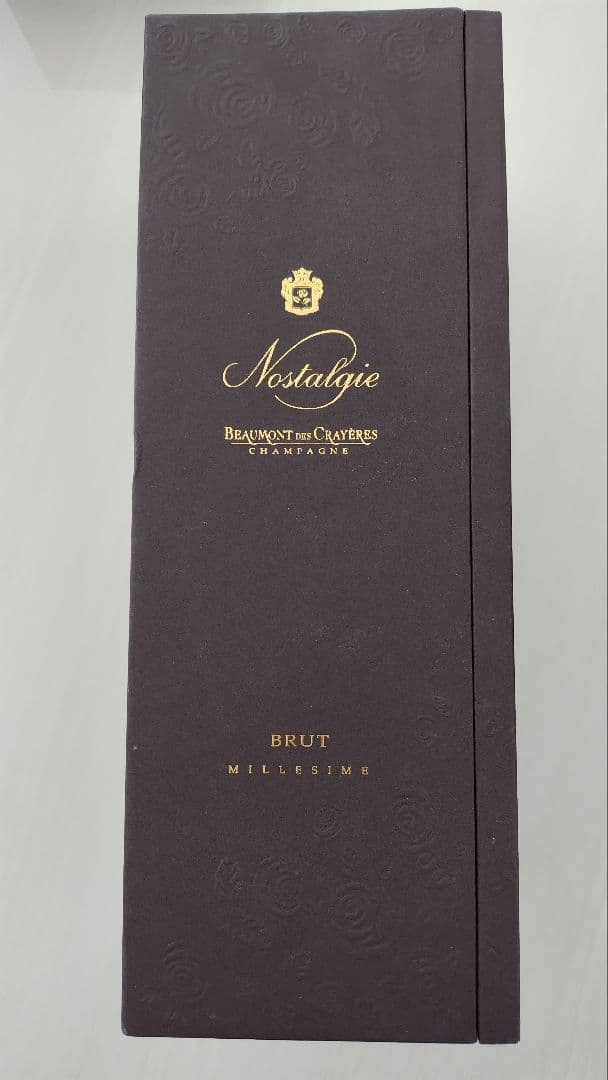 Nostalgie
BEAUMONT DES CRAYÈRES
CHAMPAGNE
BRUT
MILLESIME